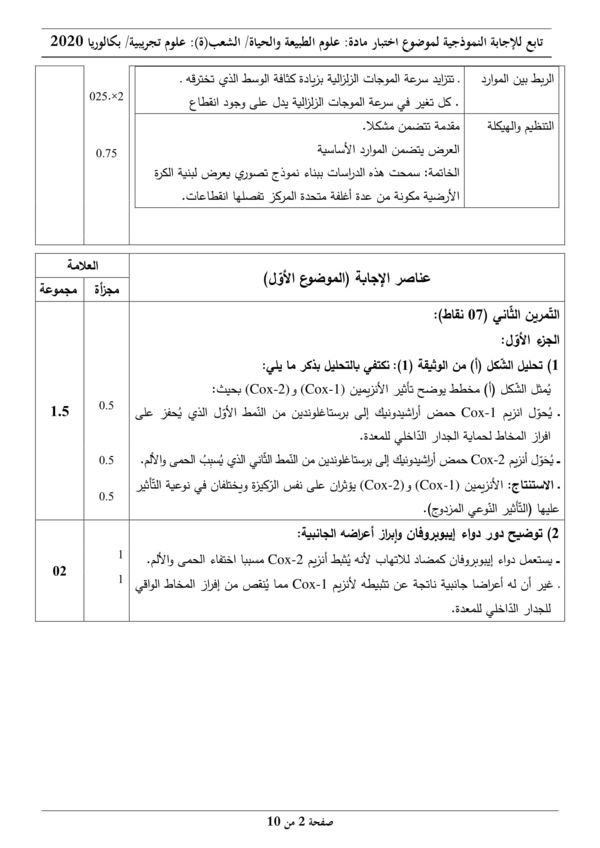 تابع للإجابة النموذجية لموضوع اختبار مادة: علوم الطبيعة والحياة/ الشعب(ة): علوم تجريبية/ بكالوريا 2020
الربط بين الموارد
. تتزايد سرعة الموجات الزلزالية بزيادة كثافة الوسط الذي تخترقه .
. كل تغير في سرعة الموجات الزلزالية يدل على وجود انقطاع
025.×2
التنظيم والهيكلة
مقدمة تتضمن مشكلا.
العرض يتضمن الموارد الأساسية
الخاتمة: سمحت هذه الدراسات ببناء نموذج تصوري يعرض لبنية الكرة
الأرضية مكونة من عدة أغلفة متحدة المركز تفصلها انقطاعات.
0.75
عناصر الإجابة (الموضوع الأوّل)
العلامة
مجزأة
مجموعة
التّمرين الثّاني (07 نقاط):
الجزء الأوّل:
1) تحليل الشّكل (أ) من الوثيقة (1): تكتفي بالتحليل بذكر ما يلي:
يُمثل الشّكل (أ) مخطط يوضح تأثير الأنزيمين (Cox-1) و(Cox-2) بحيث:
. يُحوّل انزيم Cox-1 حمض أراشيدونيك إلى برستاغلوندين من النّمط الأوّل الذي يُحفز على
افراز المخاط لحماية الجدار الدّاخلي للمعدة.
ـ يُحَوّل أنزيم Cox-2 حمض أراشيدونيك إلى برستاغلوندين من النّمط الثّاني الذي يُسبِبُ الحمى والألم.
. الاستنتاج: الأنزيمين (Cox-1) و(Cox-2) يؤثران على نفس الرّكيزة ويختلفان في نوعية التّأثير
عليها (التّأثير النّوعي المزدوج).
0.5
0.5
0.5
1.5
2) توضيح دور دواء إيبوبروفان وإبراز أعراضه الجانبية:
ـ يستعمل دواء إيبوبروفان كمضاد للاتهاب لأنه يُثبط أنزيم Cox-2 مسببا اختفاء الحمى والألم.
. غير أن له أعراضا جانبية ناتجة عن تثبيطه لأنزيم Cox-1 مما يُنقص من إفراز المخاط الواقي
للجدار الدّاخلي للمعدة.
1
1
02
صفحة 2 من 10